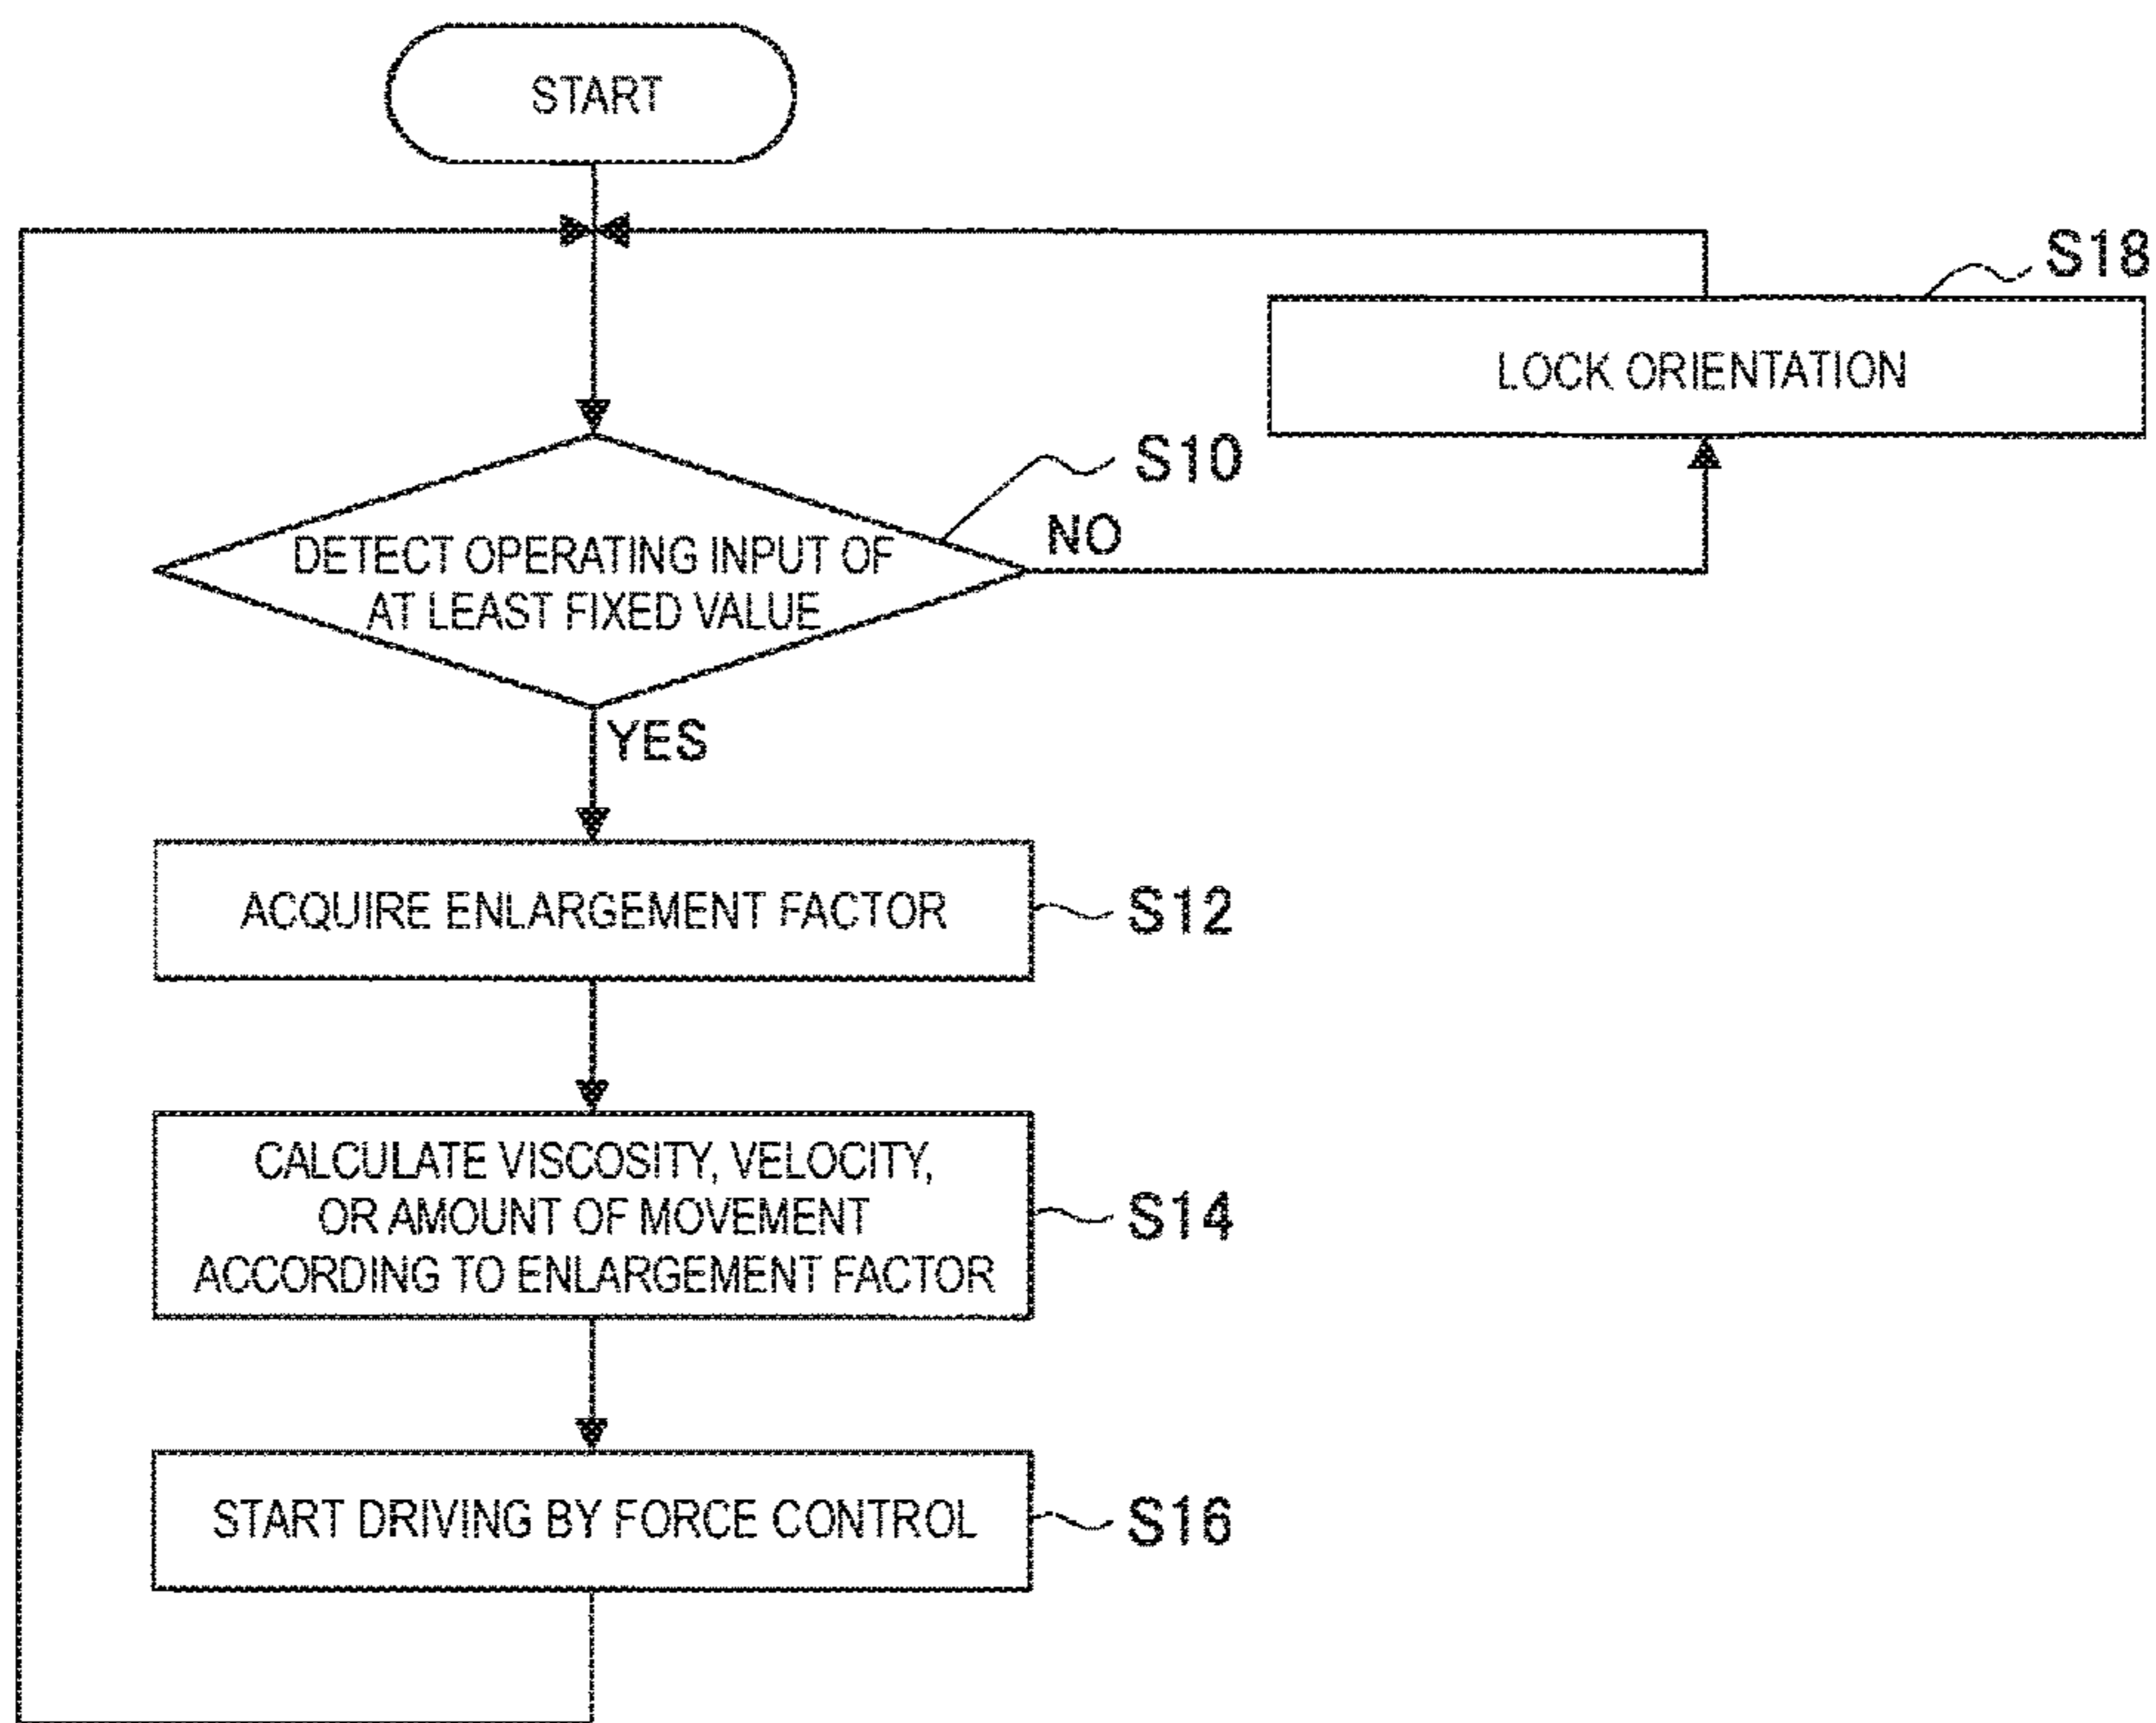 START
S18
LOCK ORIENTATION
S10
NO
DETECT OPERATING INPUT OF
AT LEAST FIXED VALUE
YES
ACQUIRE ENLARGEMENT FACTOR
S12
CALCULATE VISCOSITY, VELOCITY,
OR AMOUNT OF MOVEMENT
ACCORDING TO ENLARGEMENT FACTOR
S14
START DRIVING BY FORCE CONTROL
S16